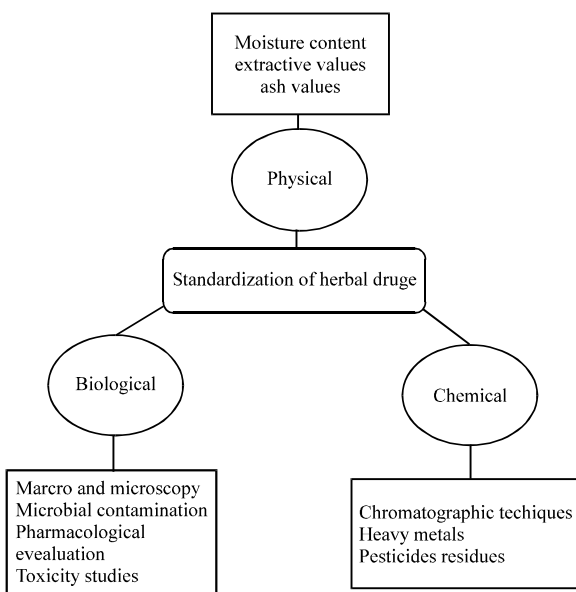 Moisture content
extractive values
ash values
Physical
Standardization of herbal druge
Biological
Chemical
Marcro and microscopy
Microbial contamination
Pharmacological
evealuation
Toxicity studies
Chromatographic techiques
Heavy metals
Pesticides residues